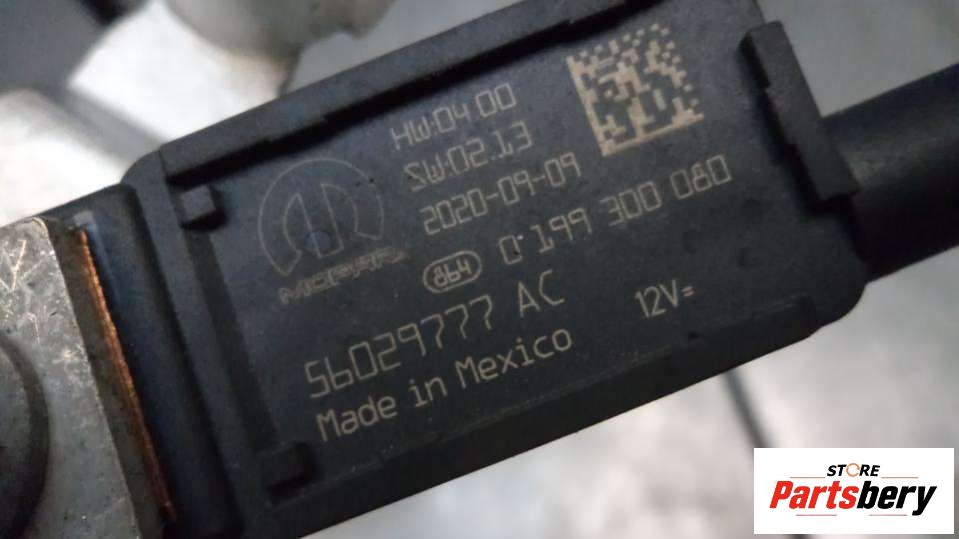 HW:04.00
SW:02.13
2020-09-09
MOPAR
864 0 199 300 080
56029777 AC
12V=
Made in Mexico
STORE
Partsbery